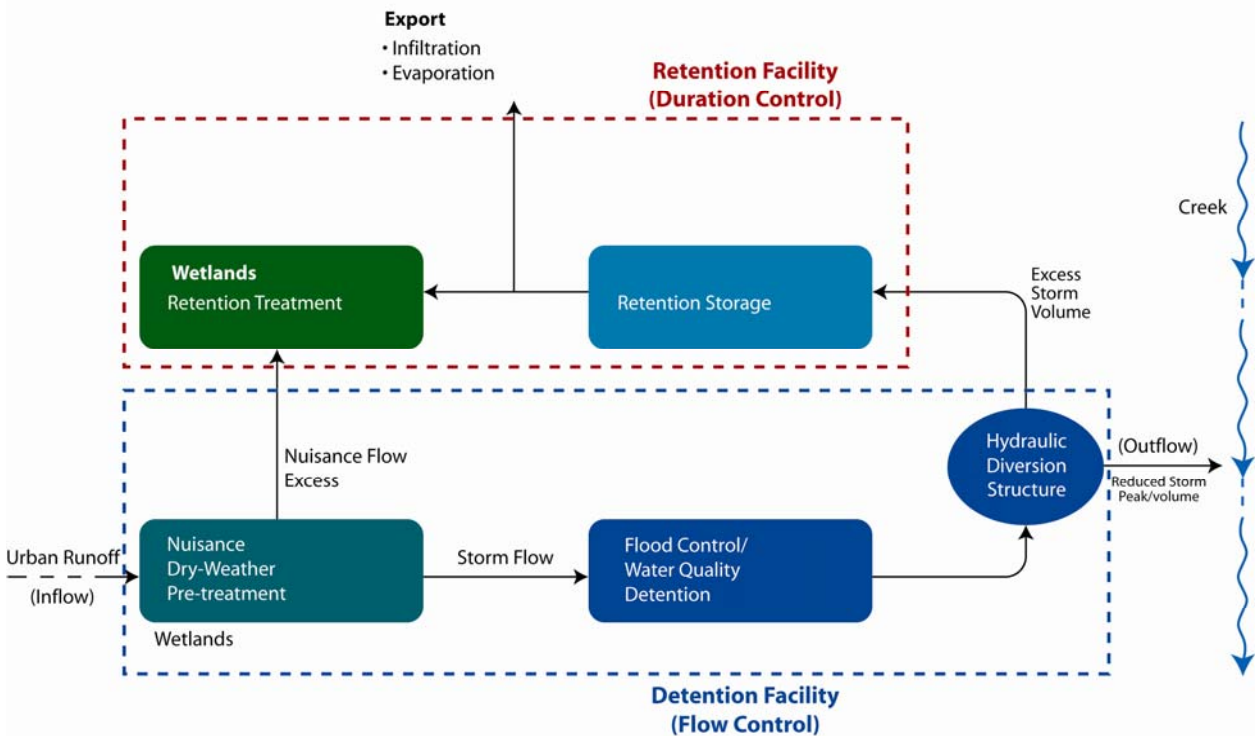 Export
• Infiltration
• Evaporation
Retention Facility
(Duration Control)
Creek
Wetlands
Retention Treatment
Retention Storage
Excess
Storm
Volume
Nuisance Flow
Excess
Hydraulic
Diversion
Structure
(Outflow)
Reduced Storm
Peak/volume
Urban Runoff
(Inflow)
Nuisance
Dry-Weather
Pre-treatment
Wetlands
Storm Flow
Flood Control/
Water Quality
Detention
Detention Facility
(Flow Control)